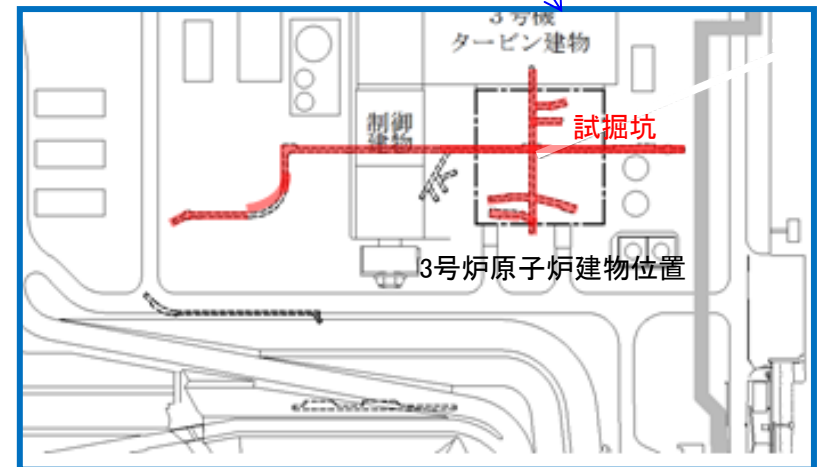 3号機
タービン建物
試掘坑
制御
建物
3号炉原子炉建物位置